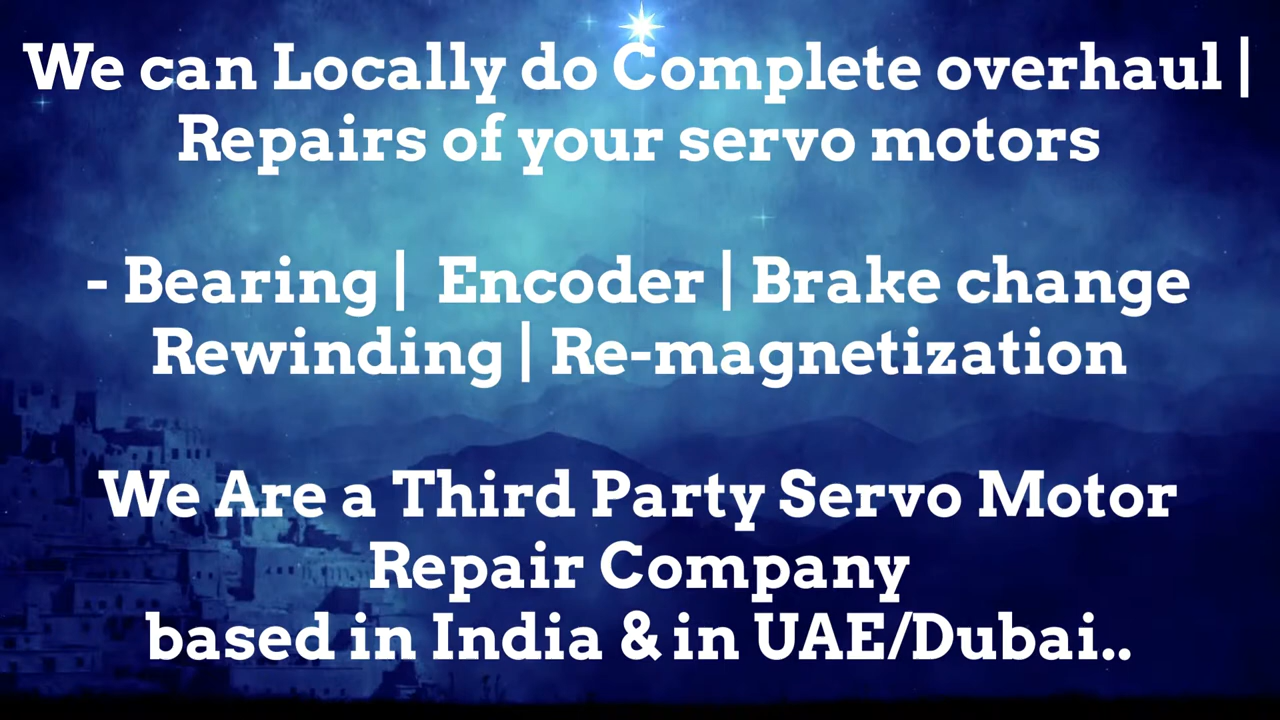 We can Locally do Complete overhaul |
Repairs of your servo motors
- Bearing | Encoder | Brake change
Rewinding | Re-magnetization
We Are a Third Party Servo Motor
Repair Company
based in India & in UAE/Dubai..